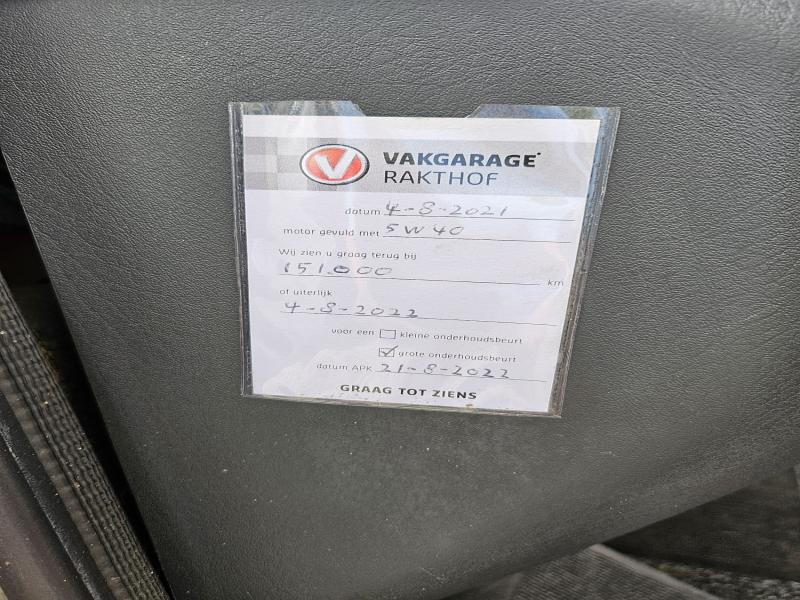 V VAKGARAGE
RAKTHOF
datum 4-8-2021
motor gevuld met 5W40
Wij zien u graag terug bij
151.000 km
of uiterlijk
4-8-2022
voor een kleine onderhoudsbeurt
grote onderhoudsbeurt
datum APK 21-8-2022
GRAAG TOT ZIENS